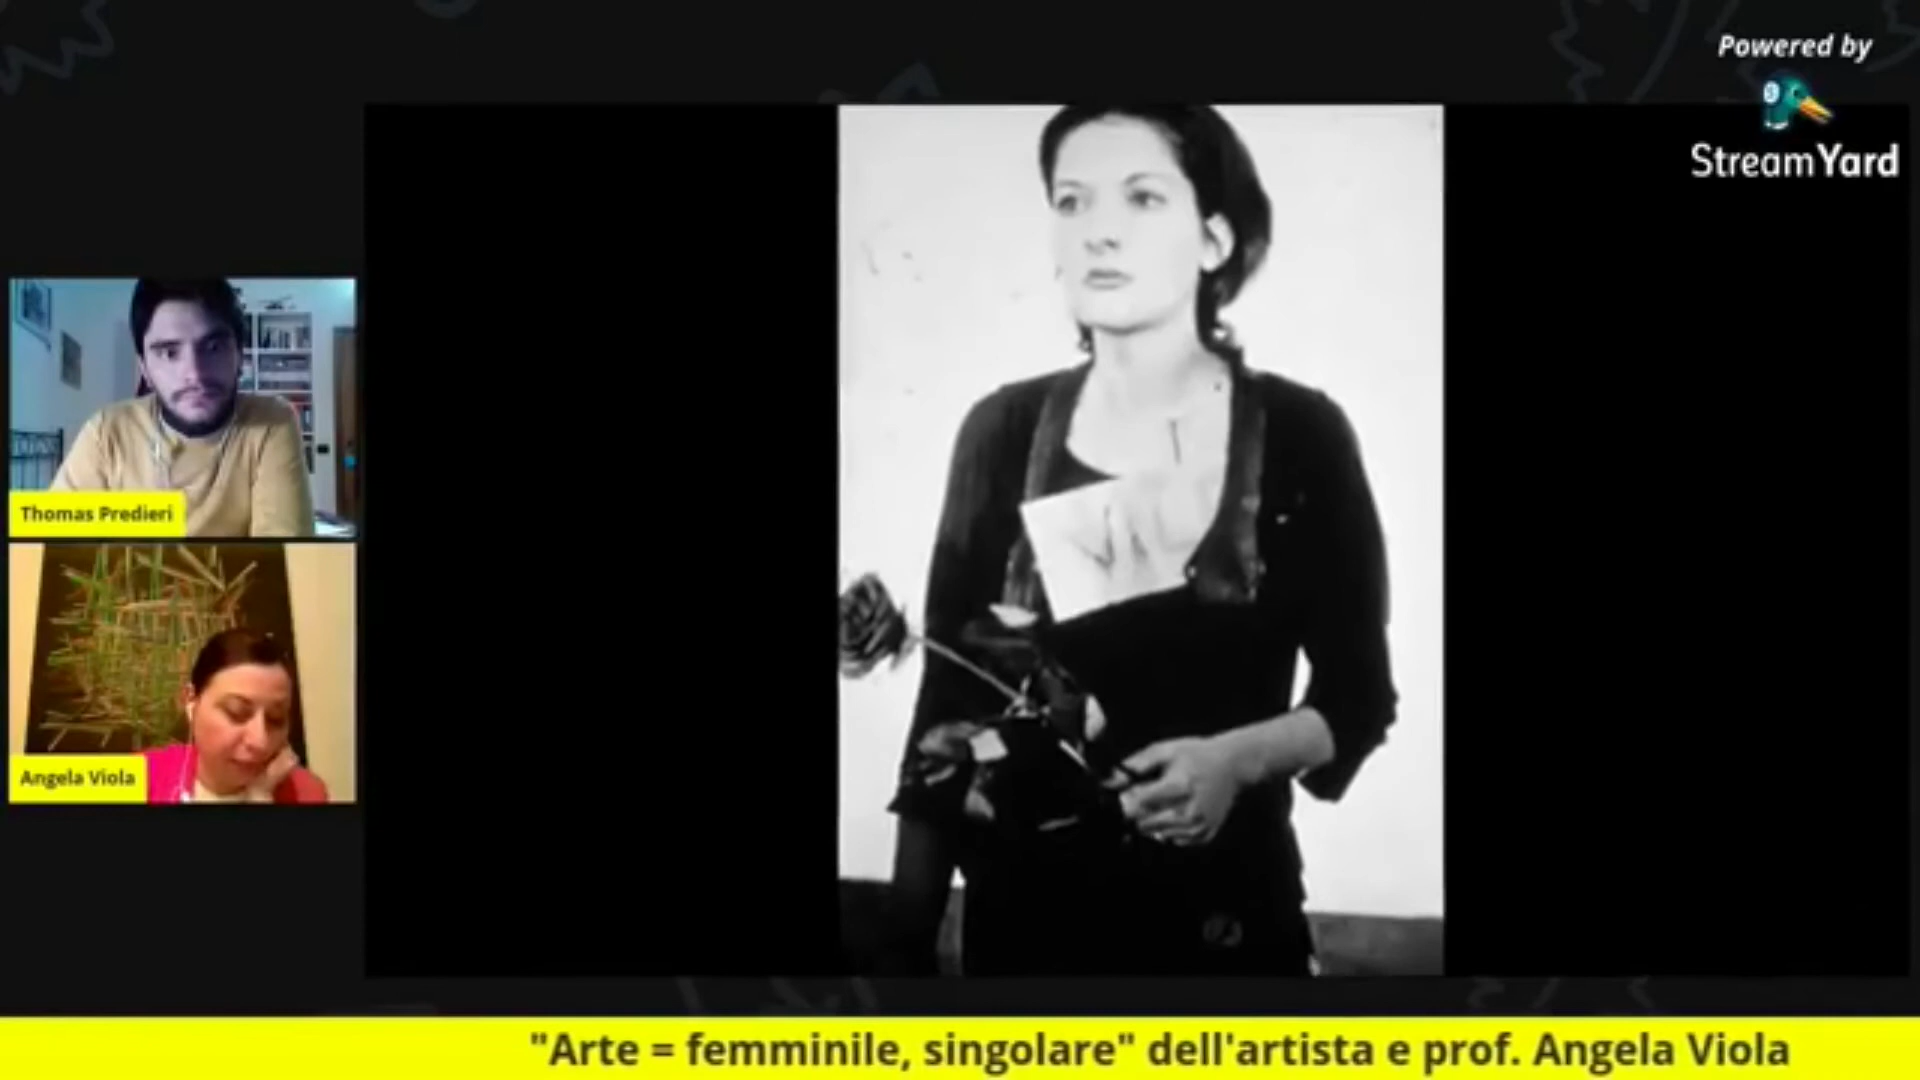 Powered by
StreamYard
Thomas Predieri
Angela Viola
"Arte = femminile, singolare" dell'artista e prof. Angela Viola